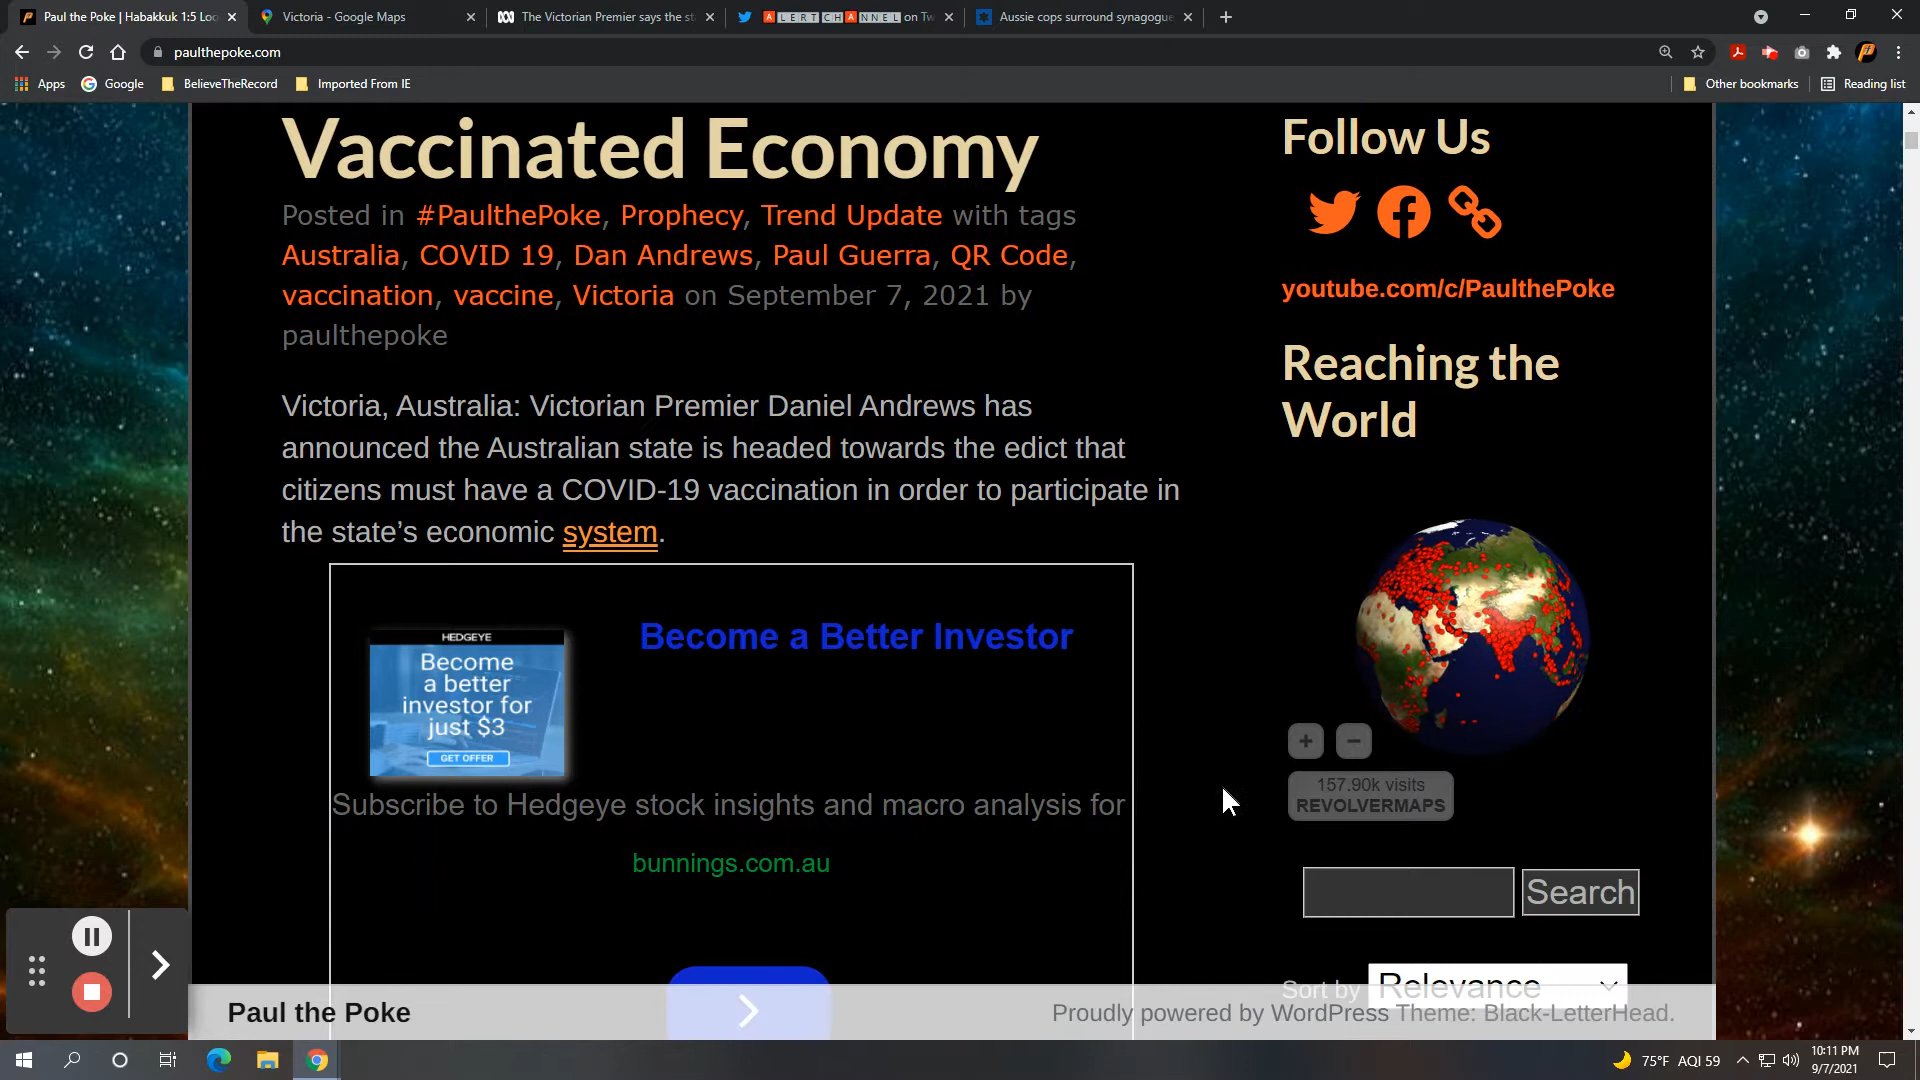 Paul the Poke | Habakkuk 1:5 Loo
Victoria - Google Maps
The Victorian Premier says the st
ALERT CHANNEL on Tw
Aussie cops surround synagogue
paulthepoke.com
Apps
Google
BelieveTheRecord
Imported From IE
Other bookmarks
Reading list
Vaccinated Economy
Posted in #PaulthePoke, Prophecy, Trend Update with tags
Australia, COVID 19, Dan Andrews, Paul Guerra, QR Code,
vaccination, vaccine, Victoria on September 7, 2021 by
paulthepoke
Victoria, Australia: Victorian Premier Daniel Andrews has
announced the Australian state is headed towards the edict that
citizens must have a COVID-19 vaccination in order to participate in
the state’s economic system.
HEDGEYE
Become
a better
investor for
just $3
GET OFFER
Become a Better Investor
Subscribe to Hedgeye stock insights and macro analysis for
bunnings.com.au
Follow Us
youtube.com/c/PaulthePoke
Reaching the
World
+
−
157.90k visits
REVOLVERMAPS
Search
Sort by
Relevance
Paul the Poke
Proudly powered by WordPress Theme: Black-LetterHead.
75°F AQI 59
10:11 PM
9/7/2021